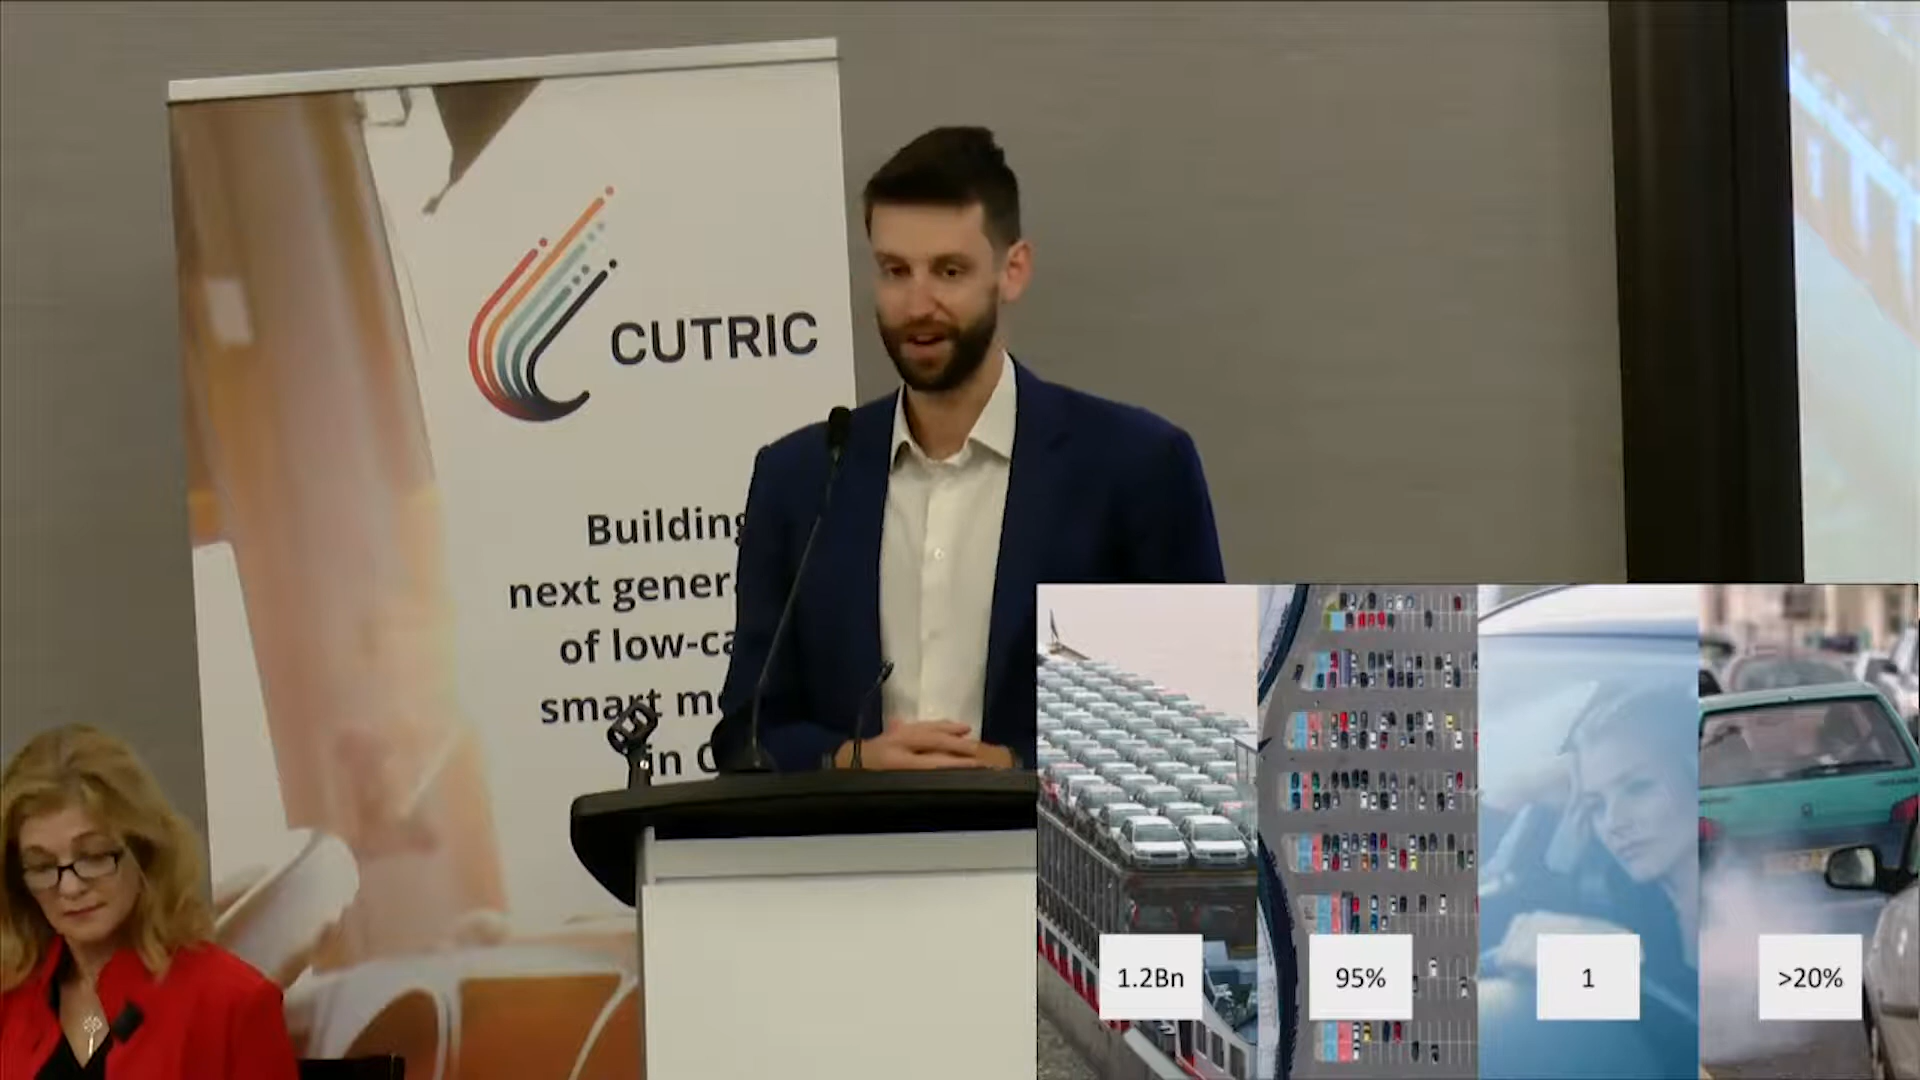 CUTRIC
Building
next gener
of low-ca
smart m
in C
1.2Bn
95%
1
>20%